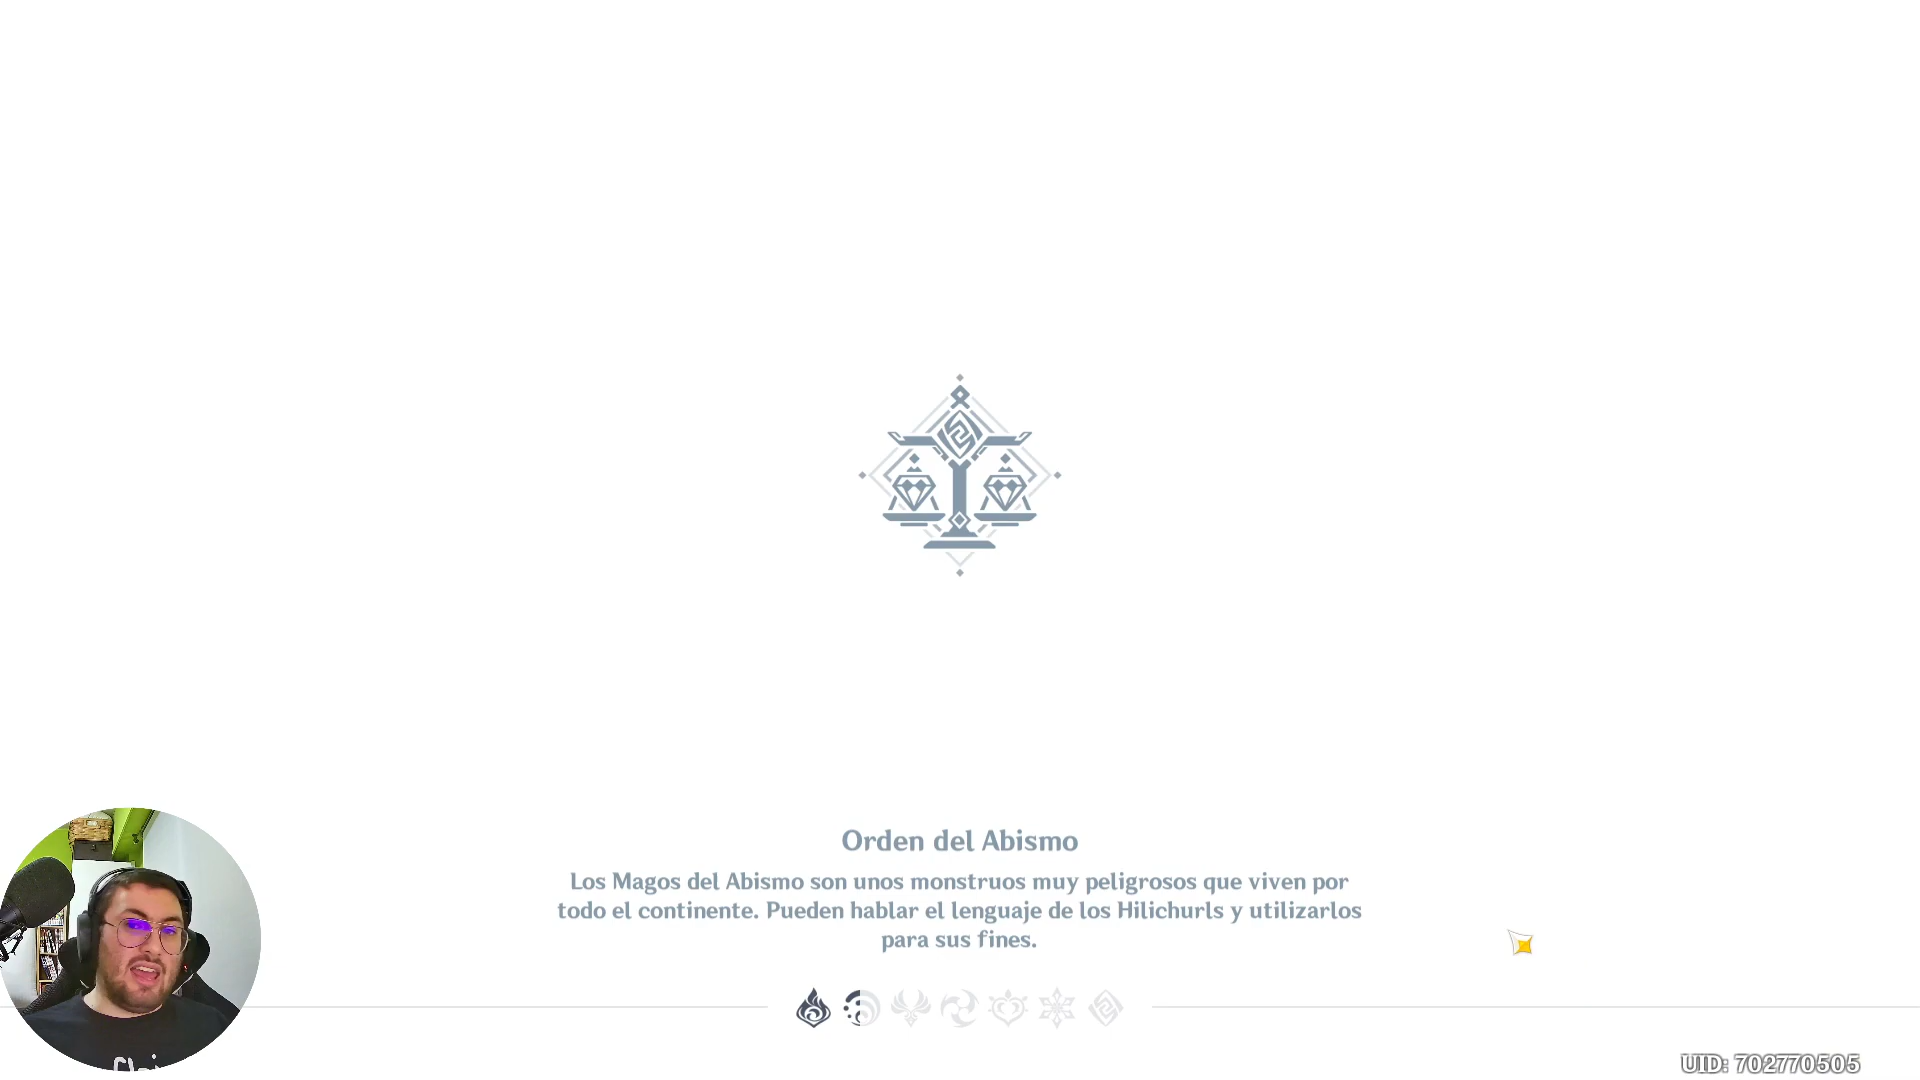 Orden del Abismo
Los Magos del Abismo son unos monstruos muy peligrosos que viven por
todo el continente. Pueden hablar el lenguaje de los Hilichurls y utilizarlos
para sus fines.
UID: 702770505